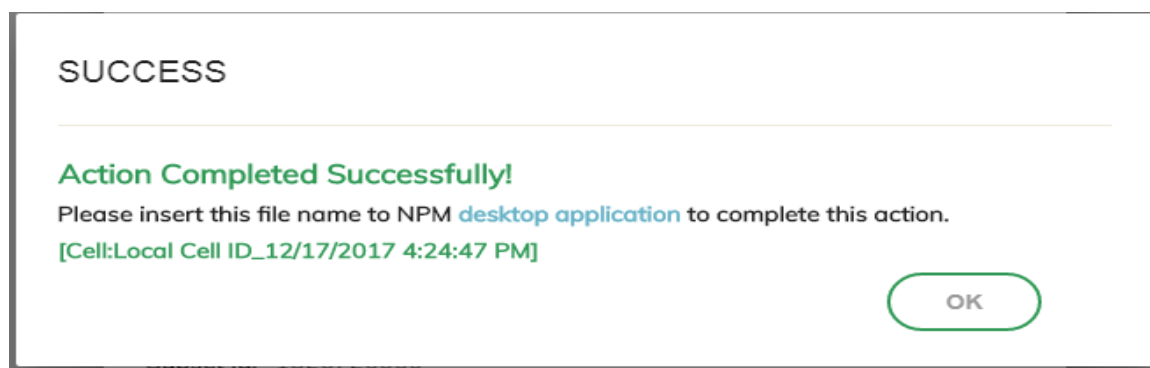 SUCCESS
Action Completed Successfully!
Please insert this file name to NPM desktop application to complete this action.
[Cell:Local Cell ID_12/17/2017 4:24:47 PM]
OK